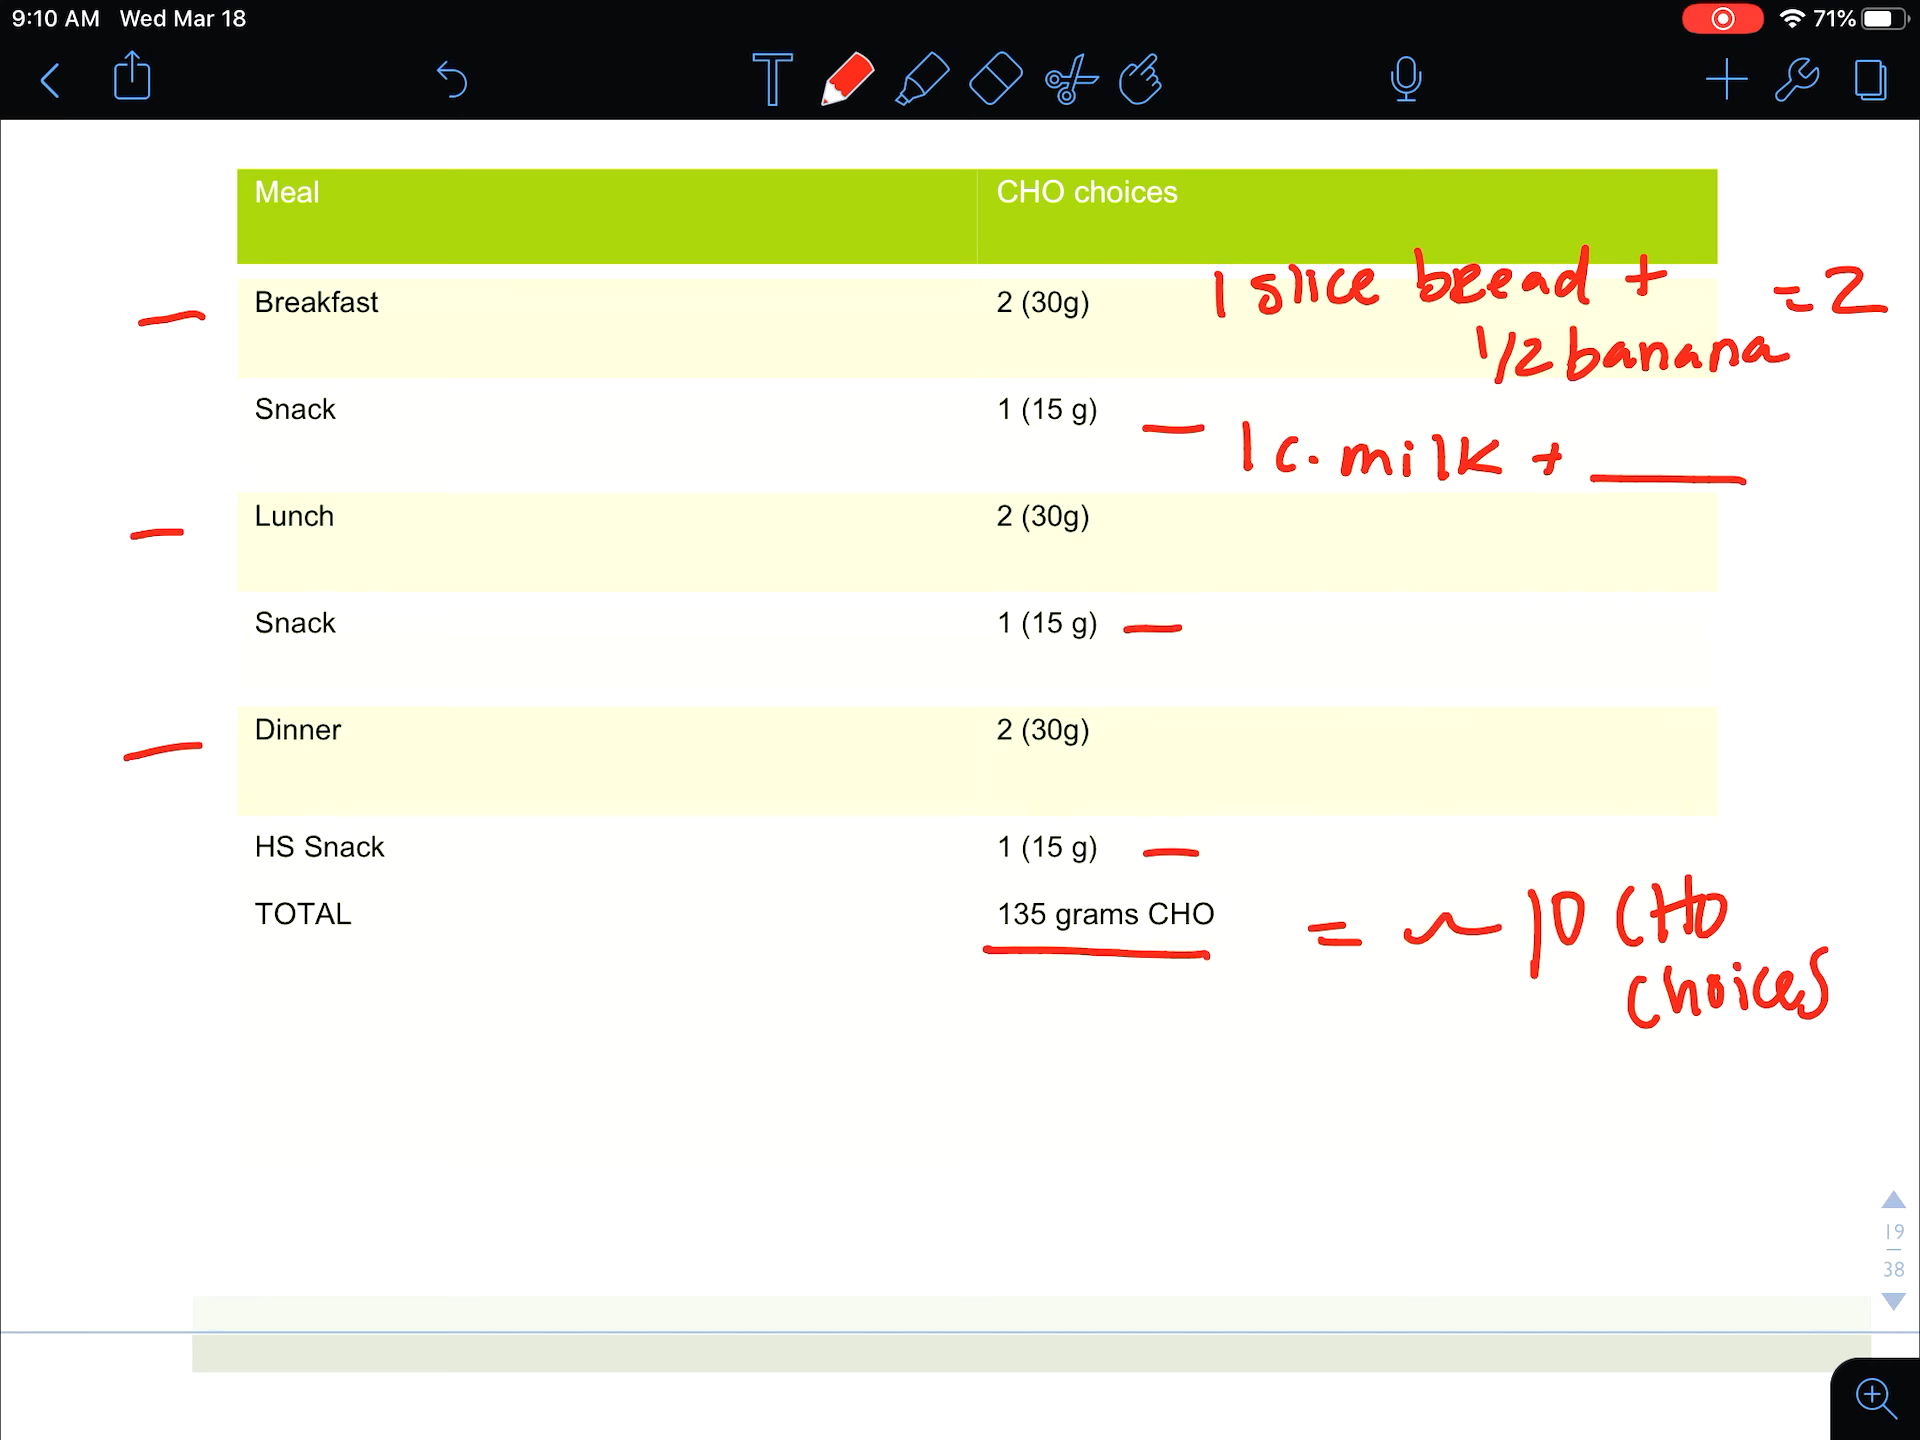 9:10 AM Wed Mar 18 71%
Meal CHO choices
Breakfast 2 (30g) 1 slice bread + = 2
1/2 banana
Snack 1 (15 g) — 1 c. milk + ____
Lunch 2 (30g)
Snack 1 (15 g) —
Dinner 2 (30g)
HS Snack 1 (15 g) —
TOTAL 135 grams CHO = ~ 10 CHO
choices
19
38